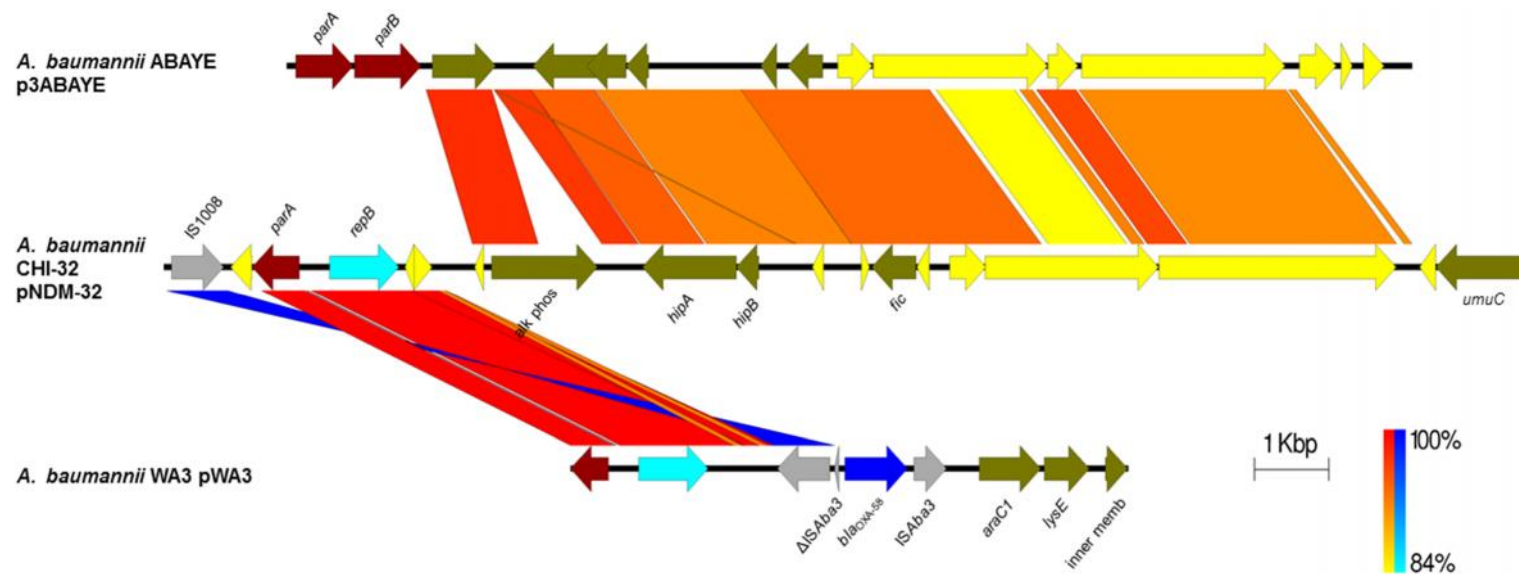 parA
parB
A. baumannii ABAYE
p3ABAYE
IS1008
parA
repB
A. baumannii
CHI-32
pNDM-32
alk phos
hipA
hipB
fic
umuC
A. baumannii WA3 pWA3
ΔISAba3
blaOXA-58
ISAba3
araC1
lysE
inner memb
1 Kbp
100%
84%